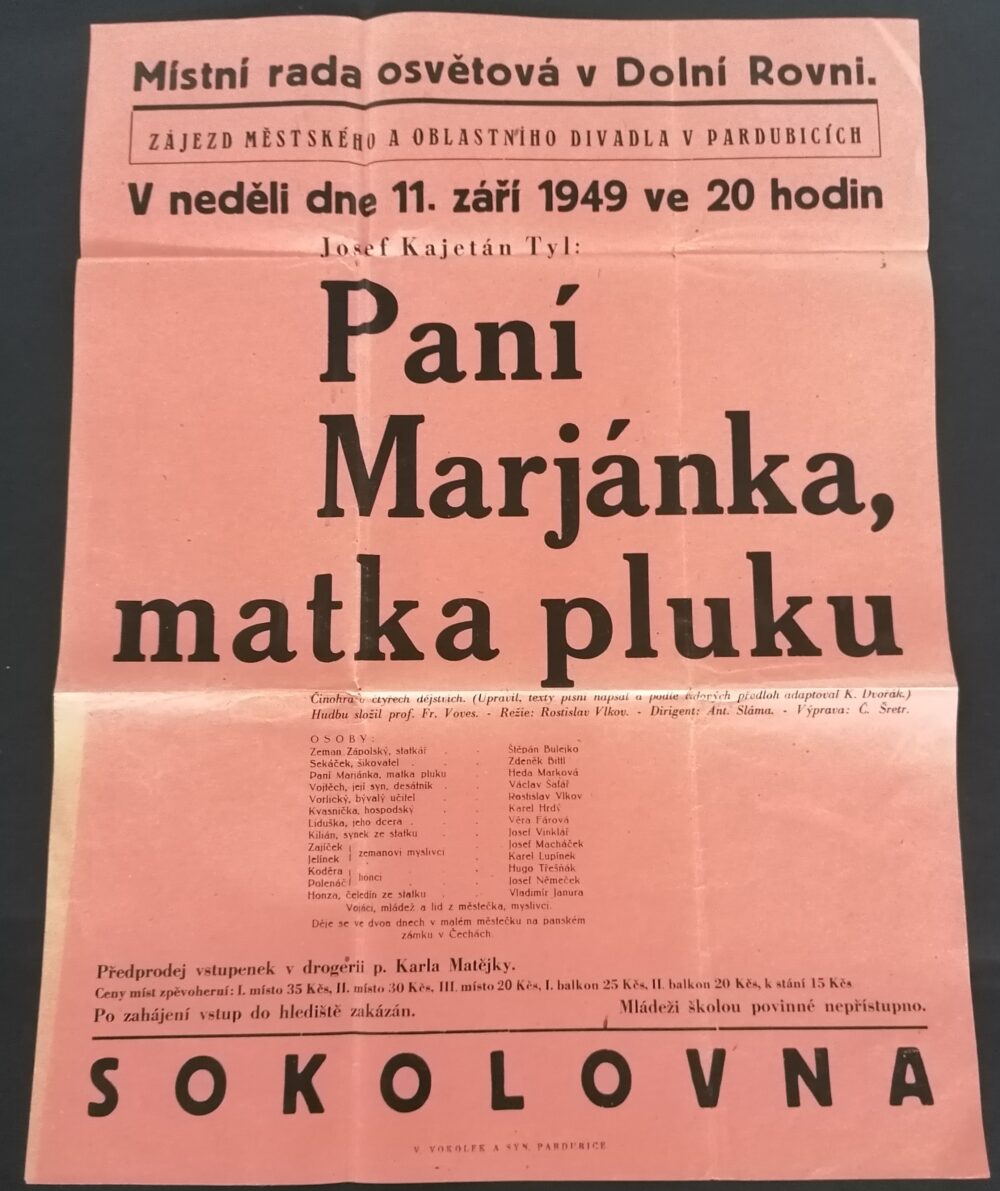 Místní rada osvětová v Dolní Rovni.
ZÁJEZD MĚSTSKÉHO A OBLASTNÍHO DIVADLA V PARDUBICÍCH
V neděli dne 11. září 1949 ve 20 hodin
Josef Kajetán Tyl:
Paní
Marjánka,
matka pluku
Činohra o čtyřech dějstvích. (Upravil, texty písní napsal a podle lidových předloh adaptoval K. Dvořák.)
Hudbu složil prof. Fr. Voves. - Režie: Rostislav Vlkov. - Dirigent: Ant. Sláma. - Výprava: Č. Šretr.
OSOBY:
Zeman Zápolský, statkář . . Štěpán Bulejko
Sekáček, šikovatel . . Zdeněk Bittl
Paní Marjánka, matka pluku . Heda Marková
Vojtěch, její syn, desátník . . Václav Šafář
Vorlický, bývalý učitel . . Rostislav Vlkov
Kvasnička, hospodský . . Karel Hrdý
Liduška, jeho dcera . . . Věra Fárová
Kilián, synek ze statku . . Josef Vinklář
Zajíček . . Josef Macháček
zemanovi myslivci
Jelínek . Karel Lupínek
Koděra . . Hugo Třešňák
honci
Polenáč . . Josef Němeček
Honza, čeledín ze statku . . Vladimír Janura
Vojáci, mládež a lid z městečka, myslivci.
Děje se ve dvou dnech v malém městečku na panském
zámku v Čechách.
Předprodej vstupenek v drogérii p. Karla Matějky.
Ceny míst zpěvoherní: I. místo 35 Kčs, II. místo 30 Kčs, III. místo 20 Kčs, I. balkon 25 Kčs, II. balkon 20 Kčs, k stání 15 Kčs
Po zahájení vstup do hlediště zakázán. Mládeži školou povinné nepřístupno.
SOKOLOVNA
V. VOKOLEK A SYN, PARDUBICE